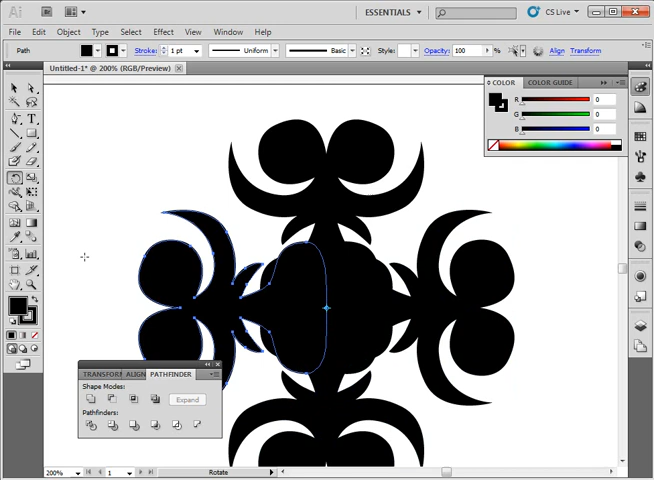 Ai Br ESSENTIALS CS Live
File Edit Object Type Select Effect View Window Help
Path Stroke: 1 pt Uniform Basic Style: Opacity: 100 % Align Transform
Untitled-1* @ 200% (RGB/Preview)
COLOR COLOR GUIDE
R 0
G 0
B 0
TRANSFORM ALIGN PATHFINDER
Shape Modes:
Expand
Pathfinders:
200% 1 Rotate